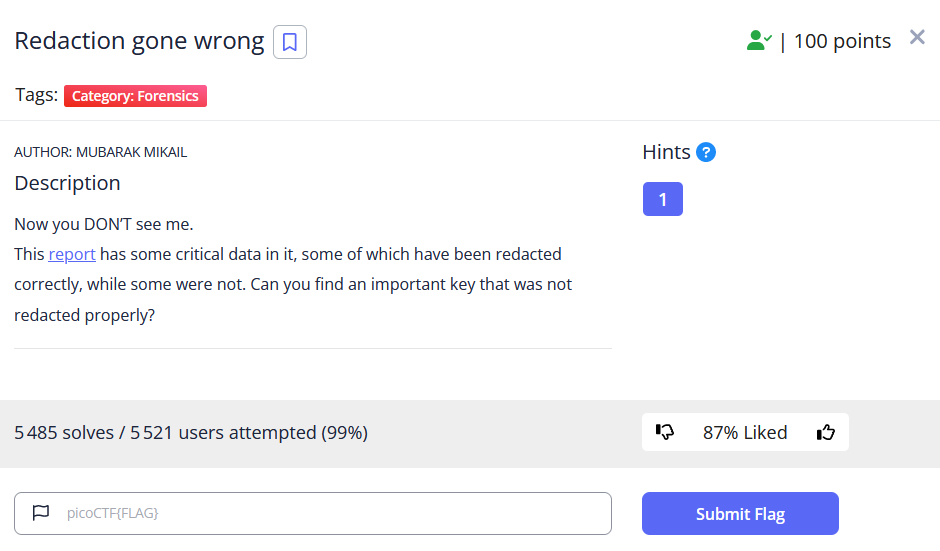 Redaction gone wrong
| 100 points
Tags: Category: Forensics
AUTHOR: MUBARAK MIKAIL
Hints ?
Description
1
Now you DON'T see me.
This report has some critical data in it, some of which have been redacted
correctly, while some were not. Can you find an important key that was not
redacted properly?
5 485 solves / 5 521 users attempted (99%)
87% Liked
picoCTF{FLAG}
Submit Flag